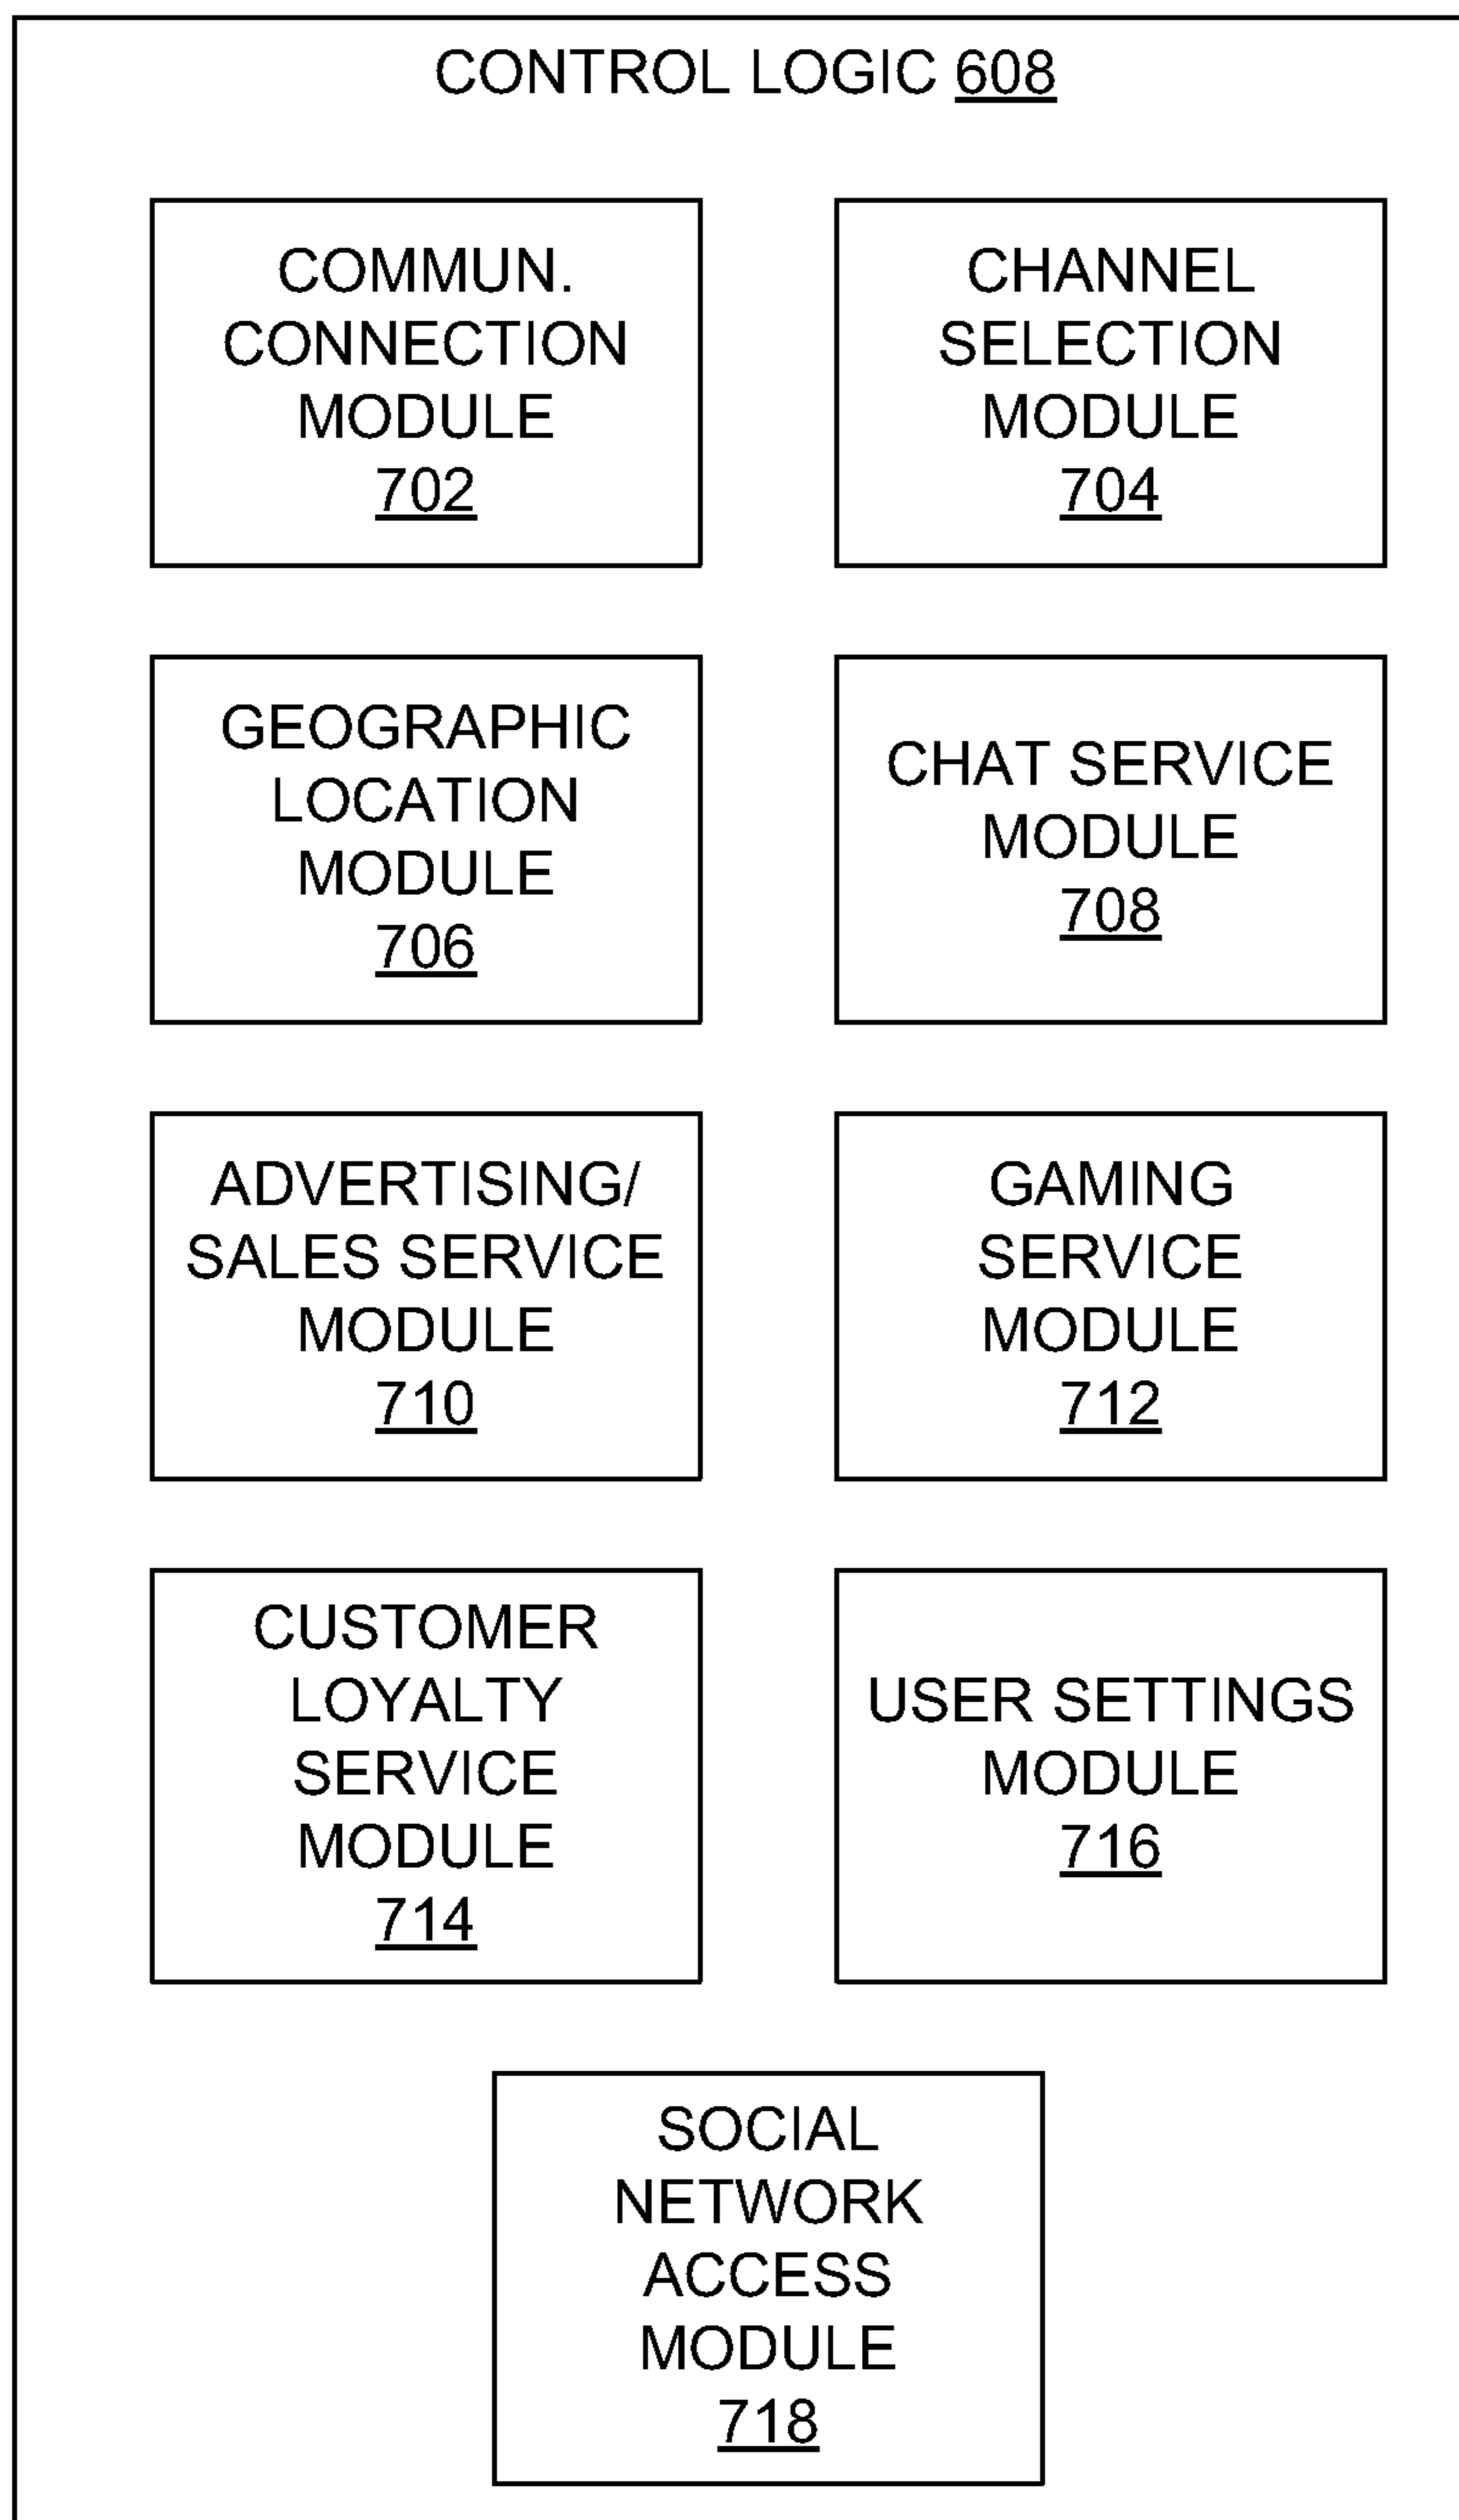 CONTROL LOGIC 608
COMMUN.
CONNECTION
MODULE
702
CHANNEL
SELECTION
MODULE
704
GEOGRAPHIC
LOCATION
MODULE
706
CHAT SERVICE
MODULE
708
ADVERTISING/
SALES SERVICE
MODULE
710
GAMING
SERVICE
MODULE
712
CUSTOMER
LOYALTY
SERVICE
MODULE
714
USER SETTINGS
MODULE
716
SOCIAL
NETWORK
ACCESS
MODULE
718